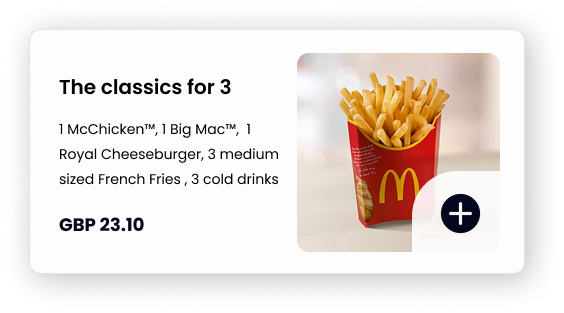 The classics for 3
1 McChicken™, 1 Big Mac™, 1
Royal Cheeseburger, 3 medium
sized French Fries , 3 cold drinks
GBP 23.10